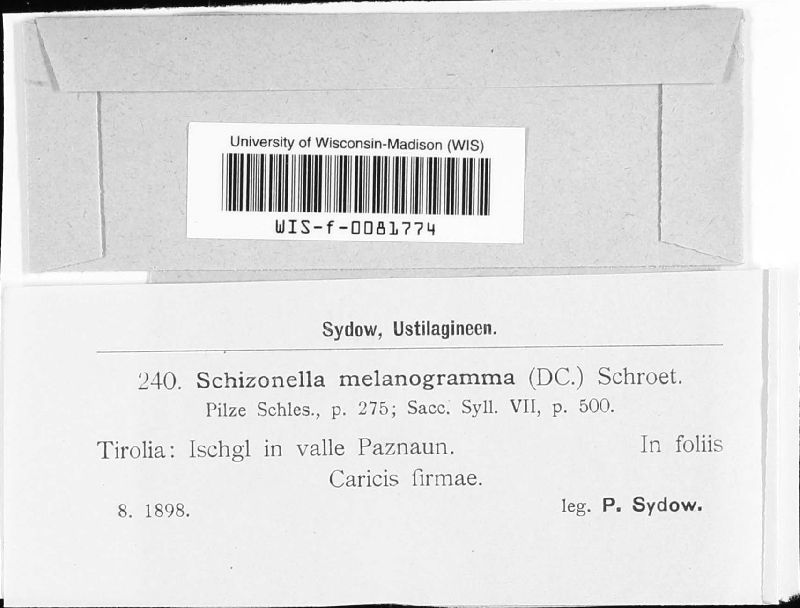 University of Wisconsin-Madison (WIS)
WIS-f-0081774
Sydow, Ustilagineen.
240. Schizonella melanogramma (DC.) Schroet.
Pilze Schles., p. 275; Sacc. Syll. VII, p. 500.
Tirolia: Ischgl in valle Paznaun. In foliis
Caricis firmae.
8. 1898. leg. P. Sydow.